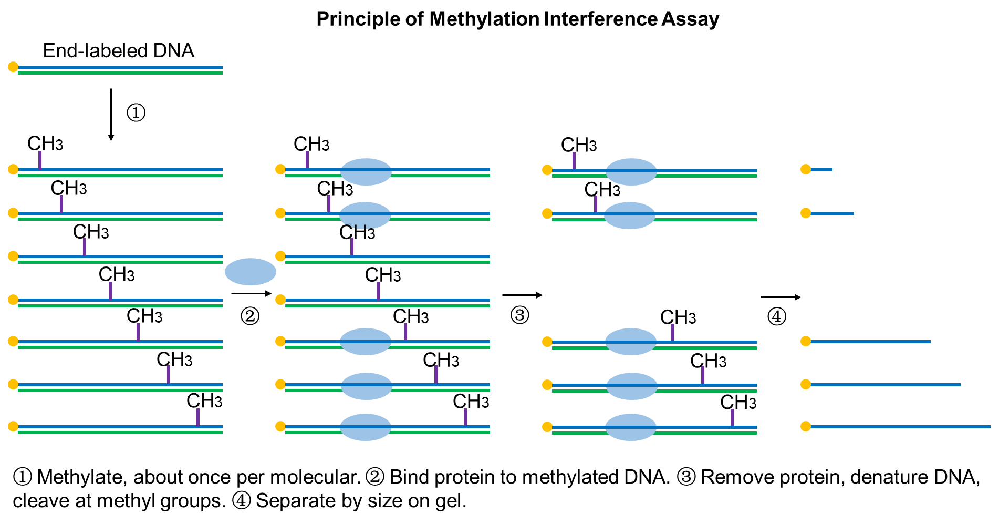 Principle of Methylation Interference Assay
End-labeled DNA
①
CH3
CH3
CH3
CH3
CH3
CH3
CH3
②
CH3
CH3
CH3
CH3
CH3
CH3
CH3
③
CH3
CH3
CH3
CH3
CH3
④
① Methylate, about once per molecular. ② Bind protein to methylated DNA. ③ Remove protein, denature DNA,
cleave at methyl groups. ④ Separate by size on gel.